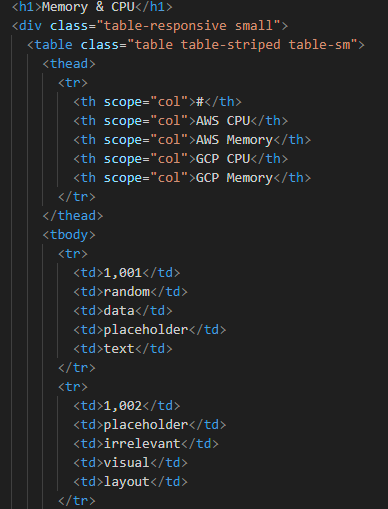 <h1>Memory & CPU</h1>
<div class="table-responsive small">
<table class="table table-striped table-sm">
<thead>
<tr>
<th scope="col">#</th>
<th scope="col">AWS CPU</th>
<th scope="col">AWS Memory</th>
<th scope="col">GCP CPU</th>
<th scope="col">GCP Memory</th>
</tr>
</thead>
<tbody>
<tr>
<td>1,001</td>
<td>random</td>
<td>data</td>
<td>placeholder</td>
<td>text</td>
</tr>
<tr>
<td>1,002</td>
<td>placeholder</td>
<td>irrelevant</td>
<td>visual</td>
<td>layout</td>
</tr>